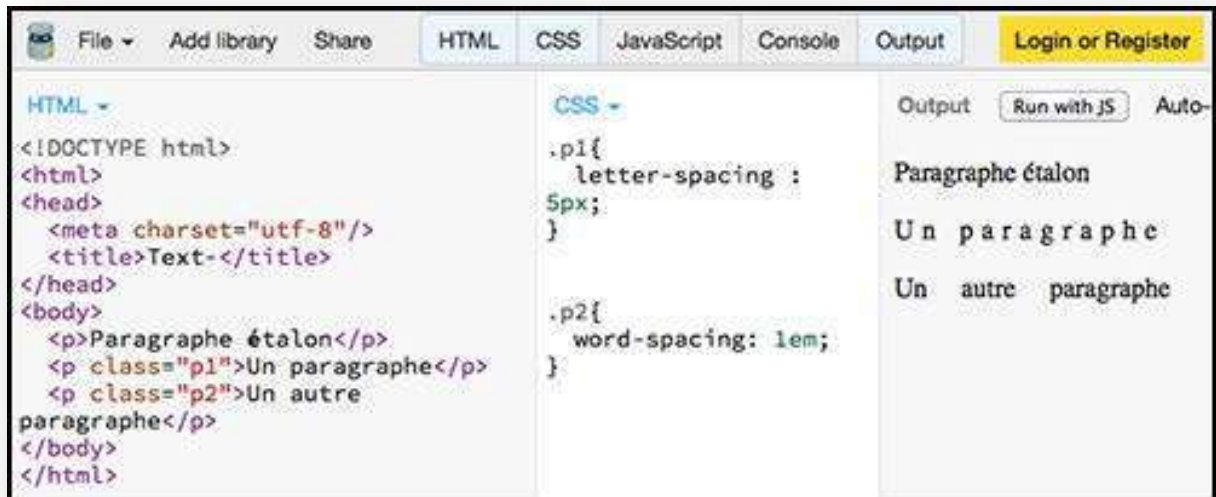 File Add library Share HTML CSS JavaScript Console Output Login or Register
HTML
<!DOCTYPE html>
<html>
<head>
<meta charset="utf-8"/>
<title>Text-</title>
</head>
<body>
<p>Paragraphe étalon</p>
<p class="p1">Un paragraphe</p>
<p class="p2">Un autre
paragraphe</p>
</body>
</html>
CSS
.p1{
letter-spacing :
5px;
}
.p2{
word-spacing: 1em;
}
Output Run with JS Auto-
Paragraphe étalon
Un paragraphe
Un autre paragraphe